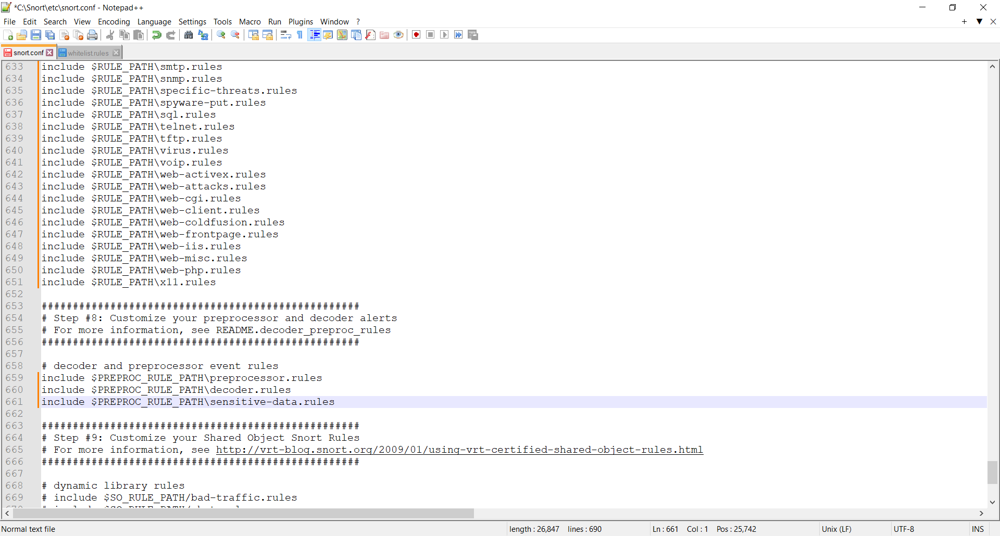 *C:\Snort\etc\snort.conf - Notepad++
File Edit Search View Encoding Language Settings Tools Macro Run Plugins Window ?
snort.conf whitelist.rules
633 include $RULE_PATH\smtp.rules
634 include $RULE_PATH\snmp.rules
635 include $RULE_PATH\specific-threats.rules
636 include $RULE_PATH\spyware-put.rules
637 include $RULE_PATH\sql.rules
638 include $RULE_PATH\telnet.rules
639 include $RULE_PATH\tftp.rules
640 include $RULE_PATH\virus.rules
641 include $RULE_PATH\voip.rules
642 include $RULE_PATH\web-activex.rules
643 include $RULE_PATH\web-attacks.rules
644 include $RULE_PATH\web-cgi.rules
645 include $RULE_PATH\web-client.rules
646 include $RULE_PATH\web-coldfusion.rules
647 include $RULE_PATH\web-frontpage.rules
648 include $RULE_PATH\web-iis.rules
649 include $RULE_PATH\web-misc.rules
650 include $RULE_PATH\web-php.rules
651 include $RULE_PATH\x11.rules
652
653 ###################################################
654 # Step #8: Customize your preprocessor and decoder alerts
655 # For more information, see README.decoder_preproc_rules
656 ###################################################
657
658 # decoder and preprocessor event rules
659 include $PREPROC_RULE_PATH\preprocessor.rules
660 include $PREPROC_RULE_PATH\decoder.rules
661 include $PREPROC_RULE_PATH\sensitive-data.rules
662
663 ###################################################
664 # Step #9: Customize your Shared Object Snort Rules
665 # For more information, see http://vrt-blog.snort.org/2009/01/using-vrt-certified-shared-object-rules.html
666 ###################################################
667
668 # dynamic library rules
669 # include $SO_RULE_PATH/bad-traffic.rules
Normal text file length : 26,847 lines : 690 Ln : 661 Col : 1 Pos : 25,742 Unix (LF) UTF-8 INS